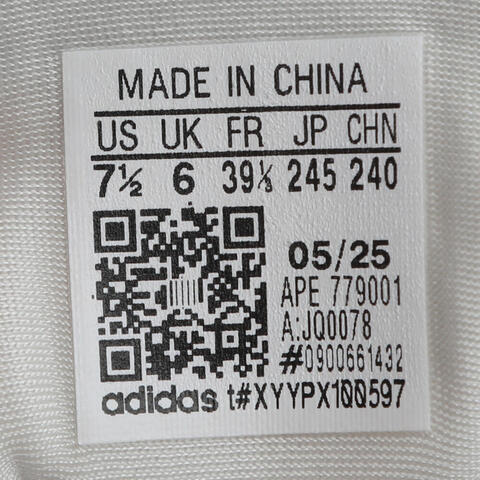 MADE IN CHINA
US UK FR JP CHN
7½ 6 39⅓ 245 240
05/25
APE 779001
A:JQ0078
#0900661432
adidas t#XYYPX100597